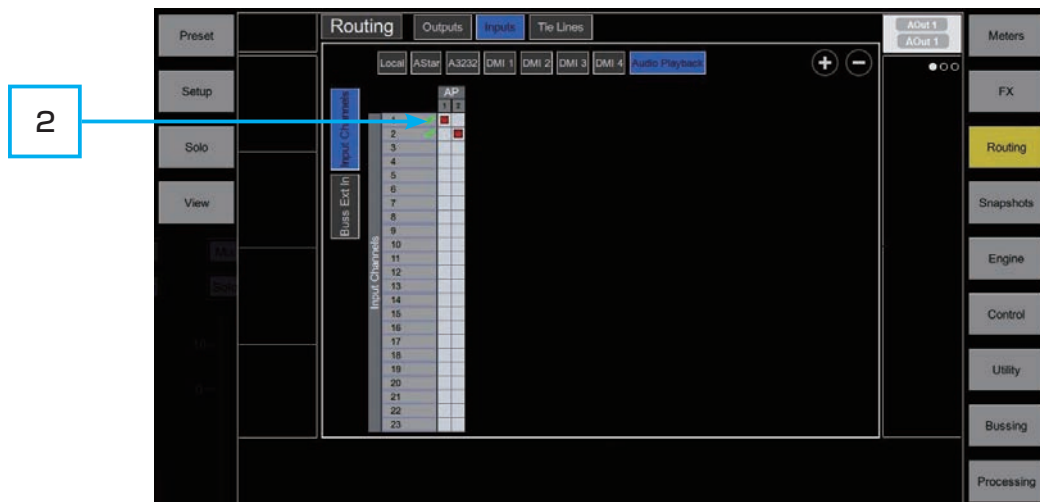 2
Preset
Setup
Solo
View
Routing
Outputs
Inputs
Tie Lines
Local
AStar
A3232
DMI 1
DMI 2
DMI 3
DMI 4
Audio Playback
+
−
Input Channels
Buss Ext In
Input Channels
AP
1 2
1
2
3
4
5
6
7
8
9
10
11
12
13
14
15
16
17
18
19
20
21
22
23
AOut 1
AOut 1
Meters
FX
Routing
Snapshots
Engine
Control
Utility
Bussing
Processing